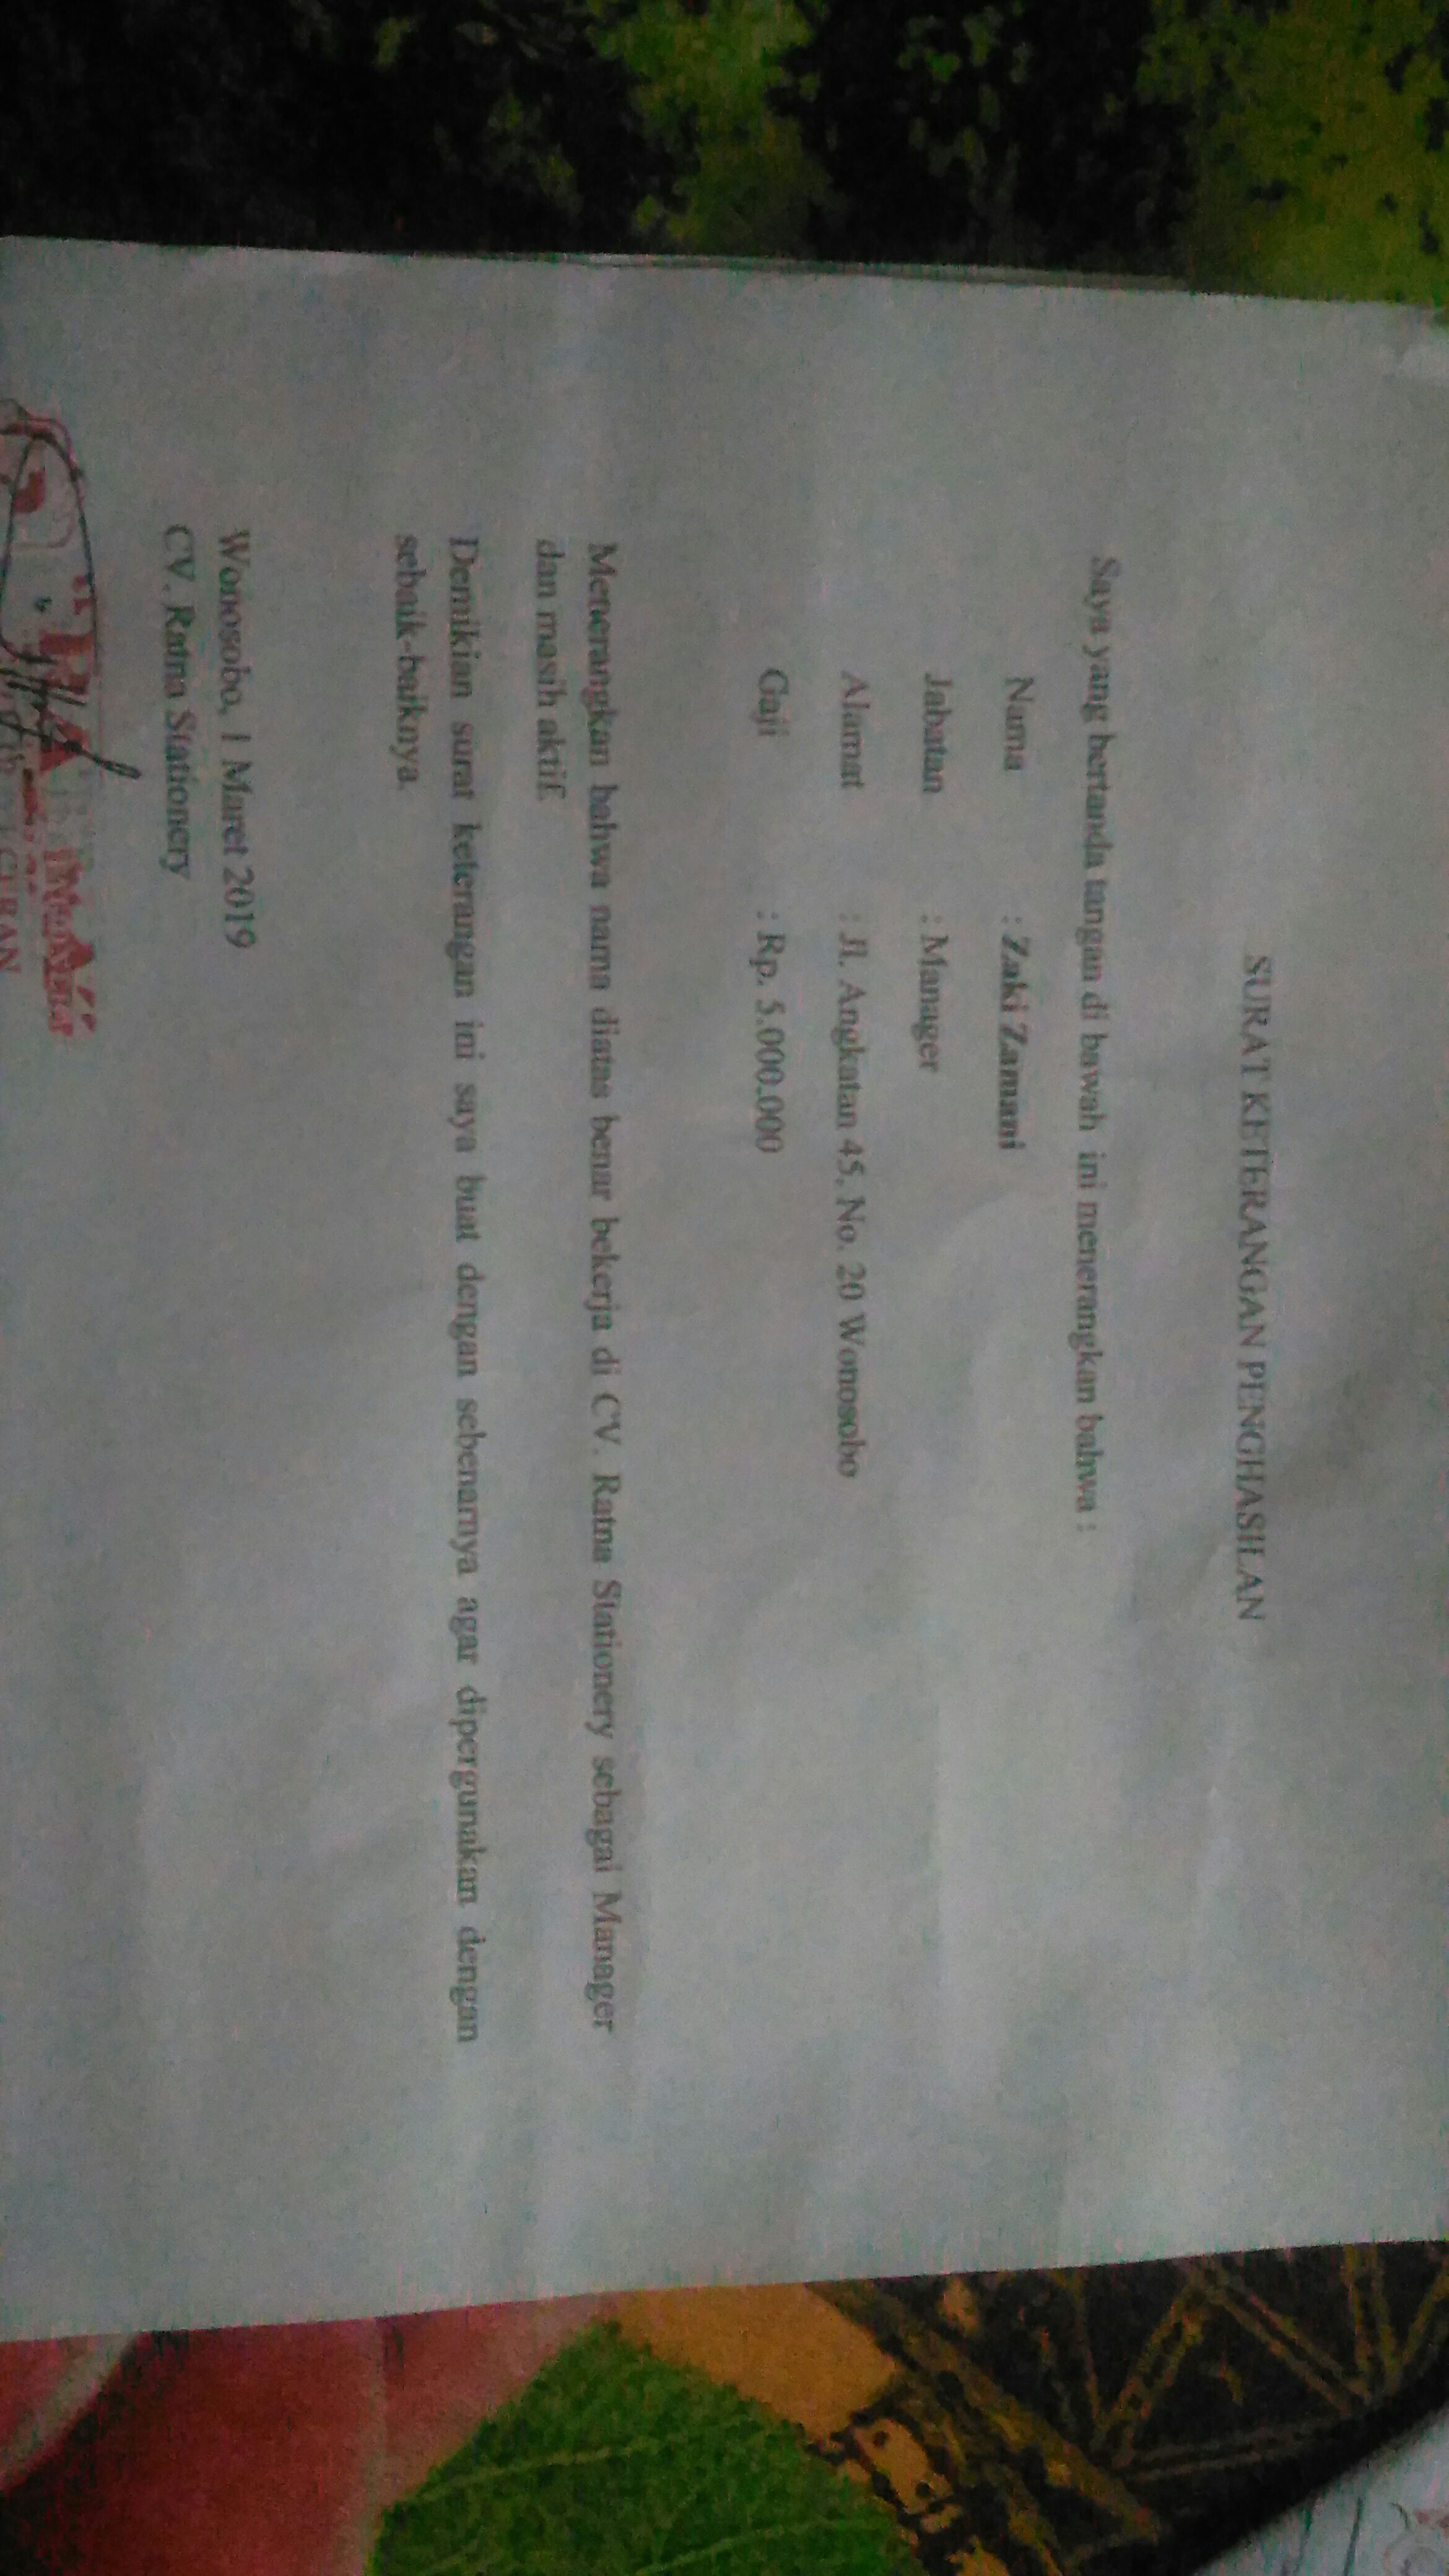 SURAT KETERANGAN PENGHASILAN
Saya yang bertanda tangan di bawah ini menerangkan bahwa :
Nama : Zaki Zamani
Jabatan : Manager
Alamat : Jl. Angkatan 45. No. 20 Wonosobo
Gaji : Rp. 5.000.000
Menerangkan bahwa nama diatas benar bekerja di CV. Ratna Stationery sebagai Manager
dan masih aktif.
Demikian surat keterangan ini saya buat dengan sebenarnya agar dipergunakan dengan
sebaik-baiknya.
Wonosobo, 1 Maret 2019
CV. Ratna Stationery